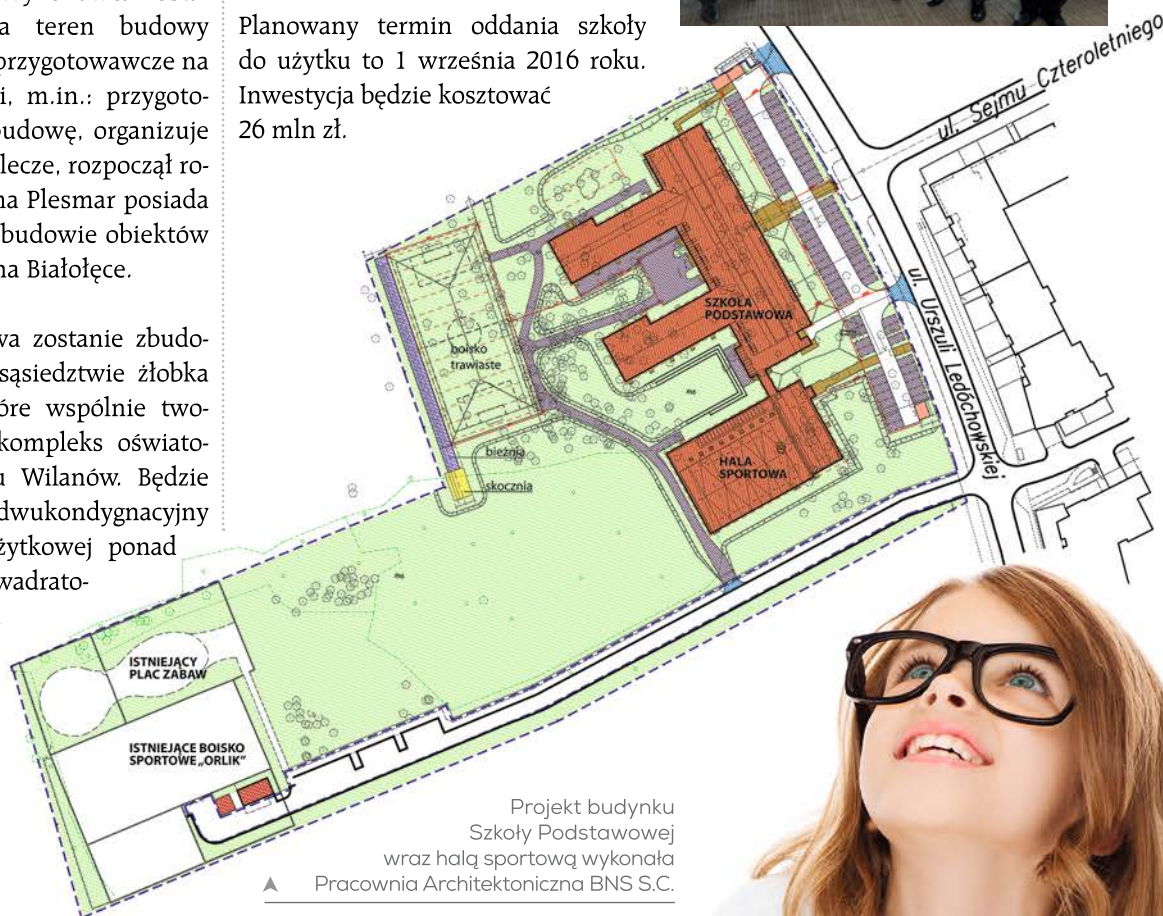 a teren budowy
przygotowawcze na
i, m.in.: przygoto-
budowę, organizuje
lecze, rozpoczął ro-
na Plesmar posiada
budowie obiektów
na Białołęce.
wa zostanie zbudo-
sąsiedztwie żłobka
óre wspólnie two-
kompleks oświato-
u Wilanów. Będzie
dwukondygnacyjny
żytkowej ponad
wadrato-
Planowany termin oddania szkoły
do użytku to 1 września 2016 roku.
Inwestycja będzie kosztować
26 mln zł.
ul. Sejmu Czteroletniego
ul. Urszuli Ledóchowskiej
SZKOŁA
PODSTAWOWA
boisko
trawiaste
HALA
SPORTOWA
bieżnia
skocznia
ISTNIEJĄCY
PLAC ZABAW
ISTNIEJĄCE BOISKO
SPORTOWE „ORLIK”
Projekt budynku
Szkoły Podstawowej
wraz halą sportową wykonała
Pracownia Architektoniczna BNS S.C.